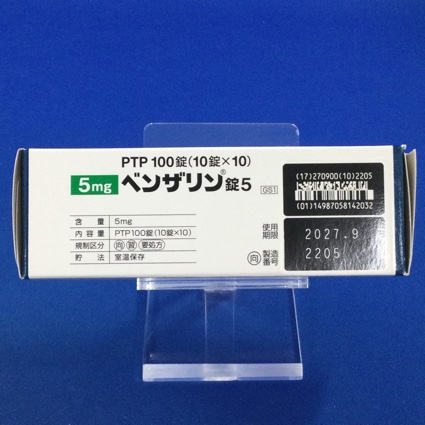 PTP 100錠(10錠×10)
5mg ベンザリン®錠5
GS1
含量 5mg
内容量 PTP100錠(10錠×10)
規制区分 向 習 要処方
貯法 室温保存
(17)270900(10)2205
(01)14987058142032
使用期限 2027.9
向 製造番号 2205